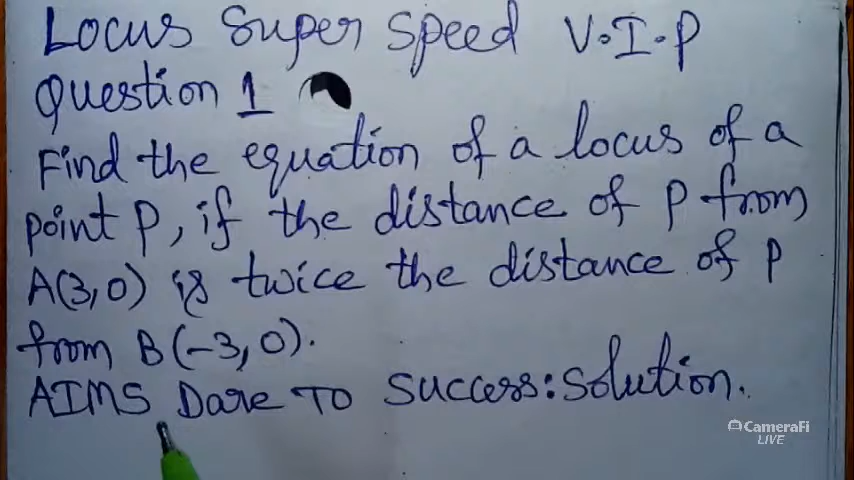 Locus Super Speed V.I.P
Question 1
Find the equation of a locus of a
point P, if the distance of P from
A(3,0) is twice the distance of P
from B(-3,0).
AIMS Dare To Success: Solution.
CameraFi
LIVE